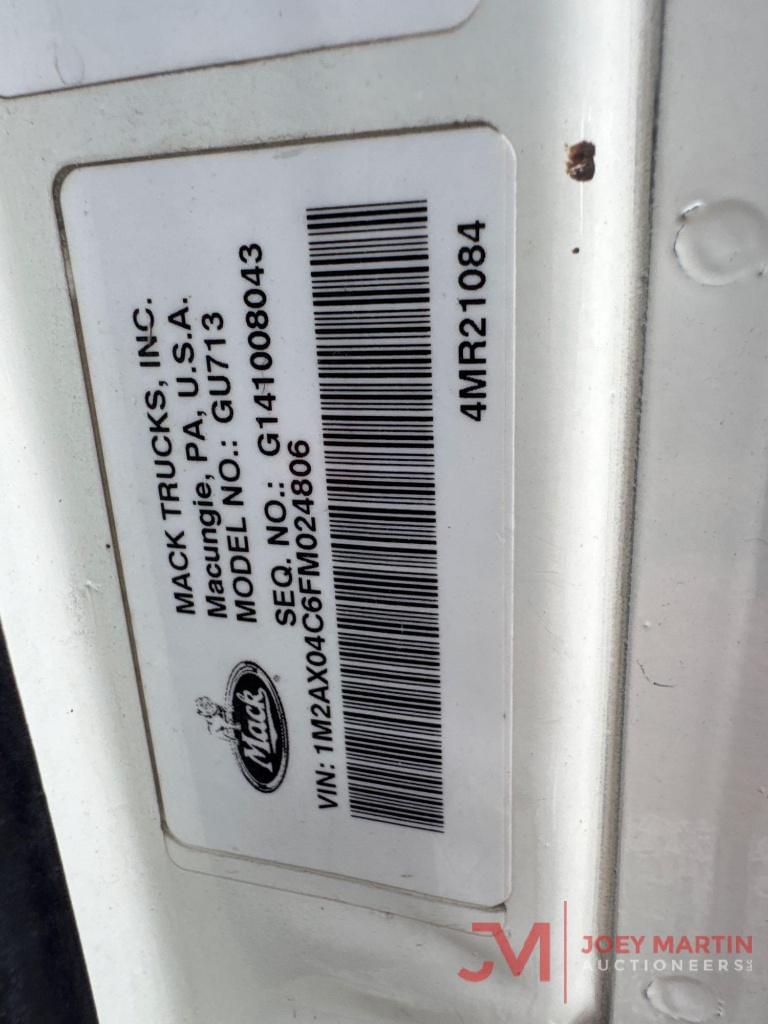 MACK TRUCKS, INC.
Macungie, PA, U.S.A.
MODEL NO.: GU713
SEQ. NO.: G141008043
Mack
®
VIN: 1M2AX04C6FM024806
4MR21084
JM JOEY MARTIN
AUCTIONEERS LLC